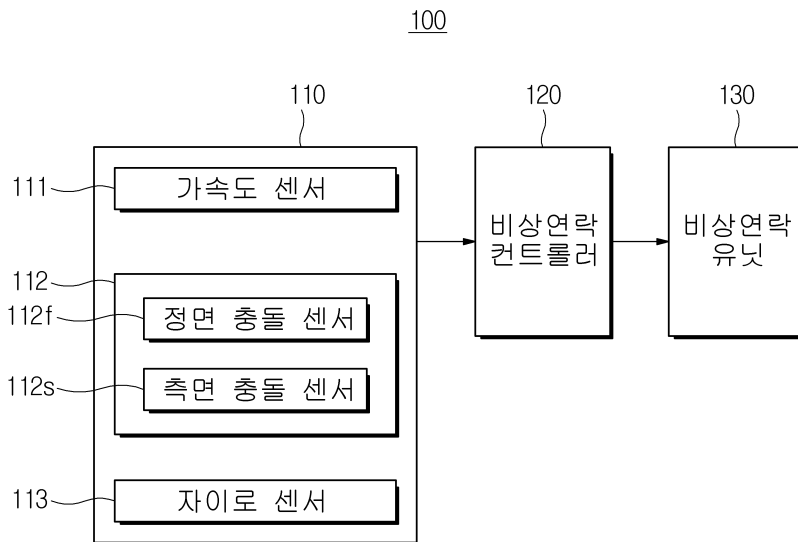 100
110
120
130
111
가속도 센서
112
112f
정면 충돌 센서
112s
측면 충돌 센서
113
자이로 센서
비상연락
컨트롤러
비상연락
유닛